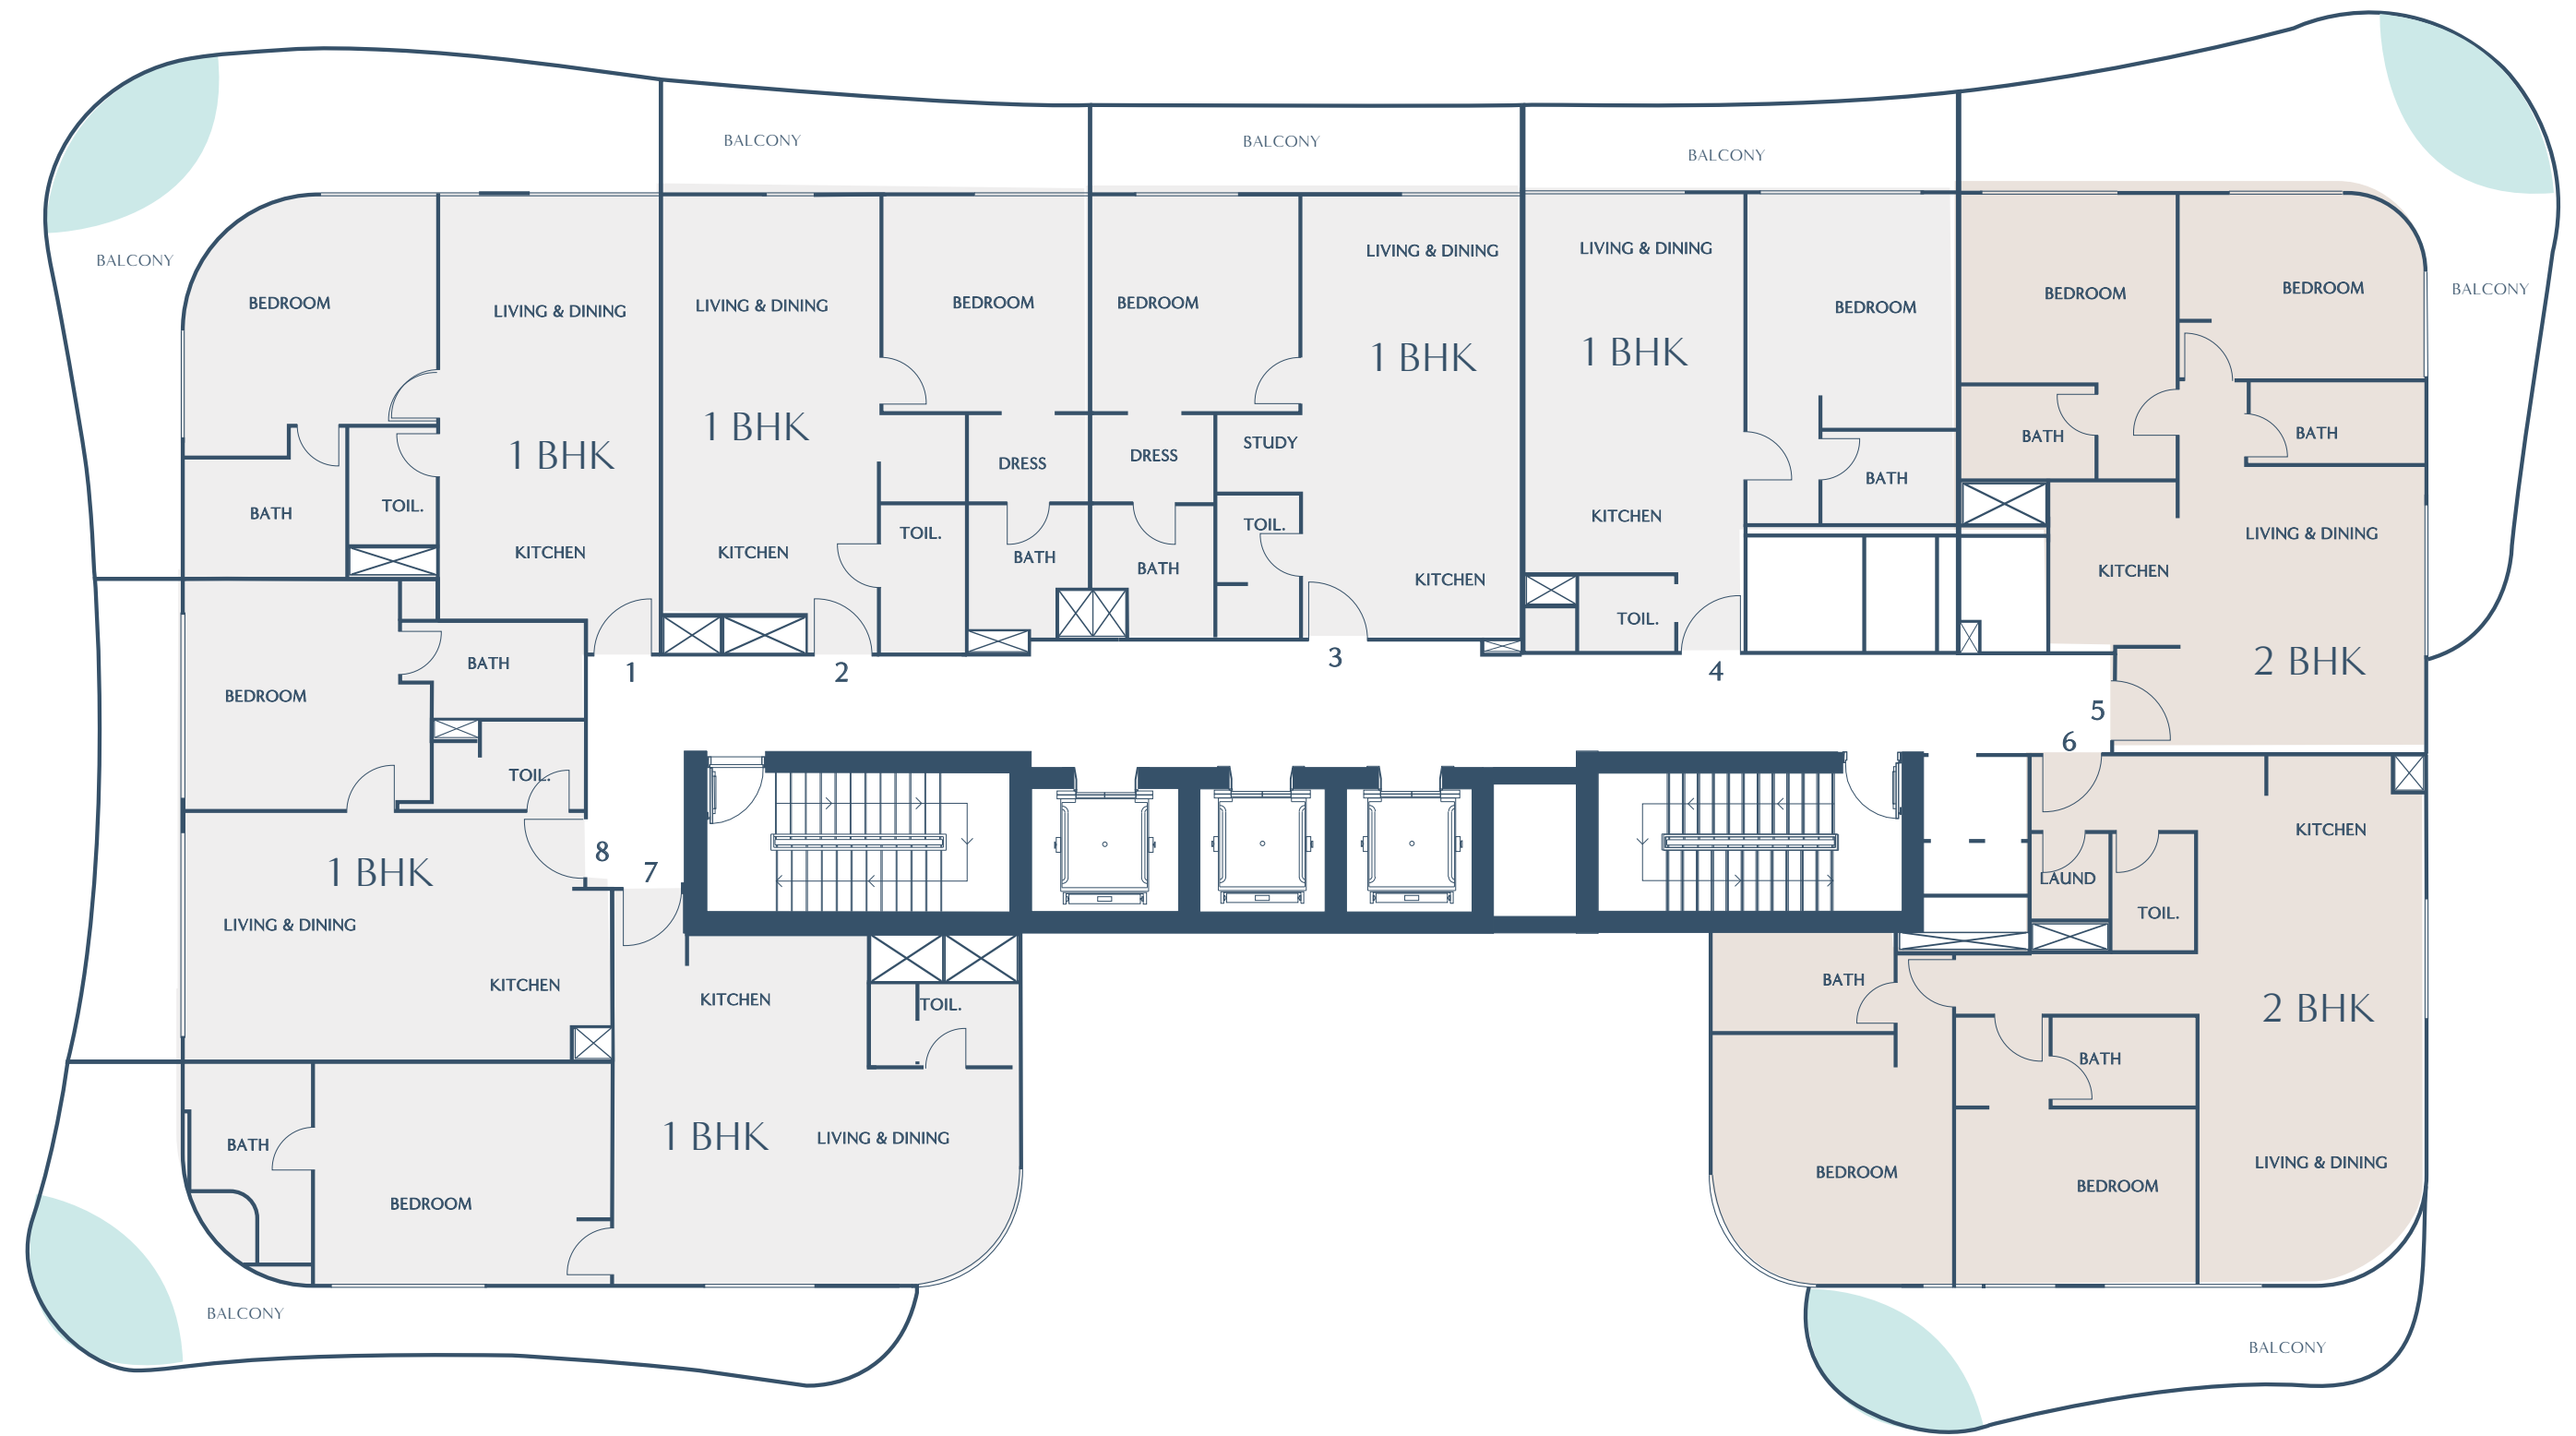 BALCONY
BALCONY
BALCONY
BALCONY
BALCONY
BEDROOM
LIVING & DINING
1 BHK
BATH
TOIL.
KITCHEN
1
LIVING & DINING
BEDROOM
1 BHK
DRESS
TOIL.
KITCHEN
BATH
2
BEDROOM
LIVING & DINING
1 BHK
STUDY
DRESS
TOIL.
BATH
KITCHEN
3
LIVING & DINING
BEDROOM
1 BHK
BATH
KITCHEN
TOIL.
4
BEDROOM
BEDROOM
BATH
BATH
LIVING & DINING
KITCHEN
2 BHK
5
6
KITCHEN
LAUND
TOIL.
BATH
2 BHK
BATH
LIVING & DINING
BEDROOM
BEDROOM
BALCONY
BATH
BEDROOM
TOIL.
8
1 BHK
LIVING & DINING
KITCHEN
7
KITCHEN
TOIL.
1 BHK
LIVING & DINING
BATH
BEDROOM
BALCONY